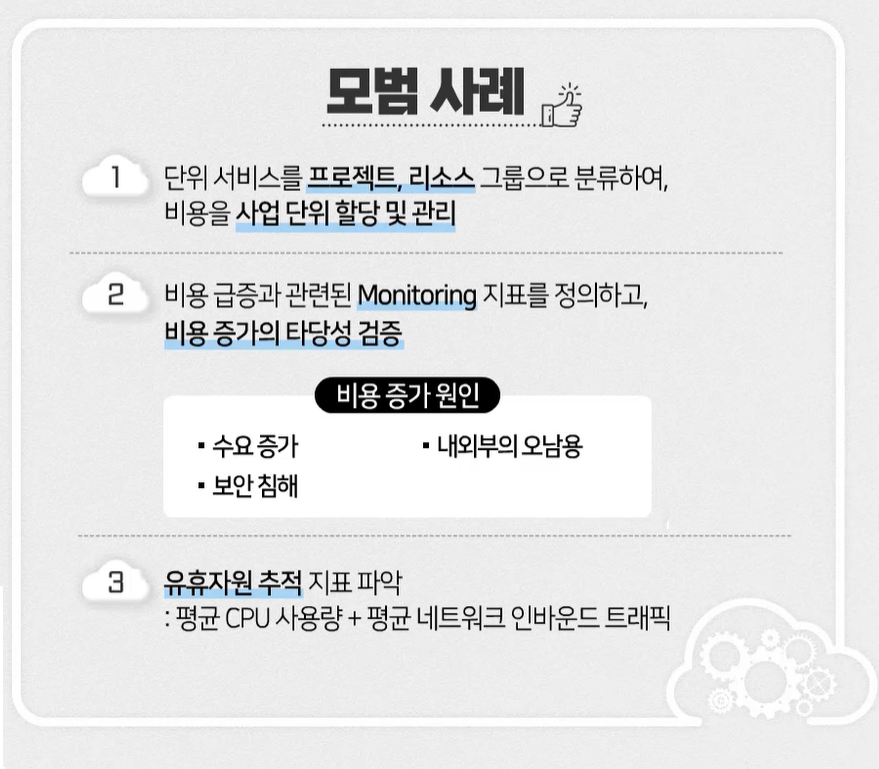 모범 사례
1
단위 서비스를 프로젝트, 리소스 그룹으로 분류하여,
비용을 사업 단위 할당 및 관리
2
비용 급증과 관련된 Monitoring 지표를 정의하고,
비용 증가의 타당성 검증
비용 증가 원인
▪ 수요 증가
▪ 내외부의 오남용
▪ 보안 침해
3
유휴자원 추적 지표 파악
: 평균 CPU 사용량 + 평균 네트워크 인바운드 트래픽